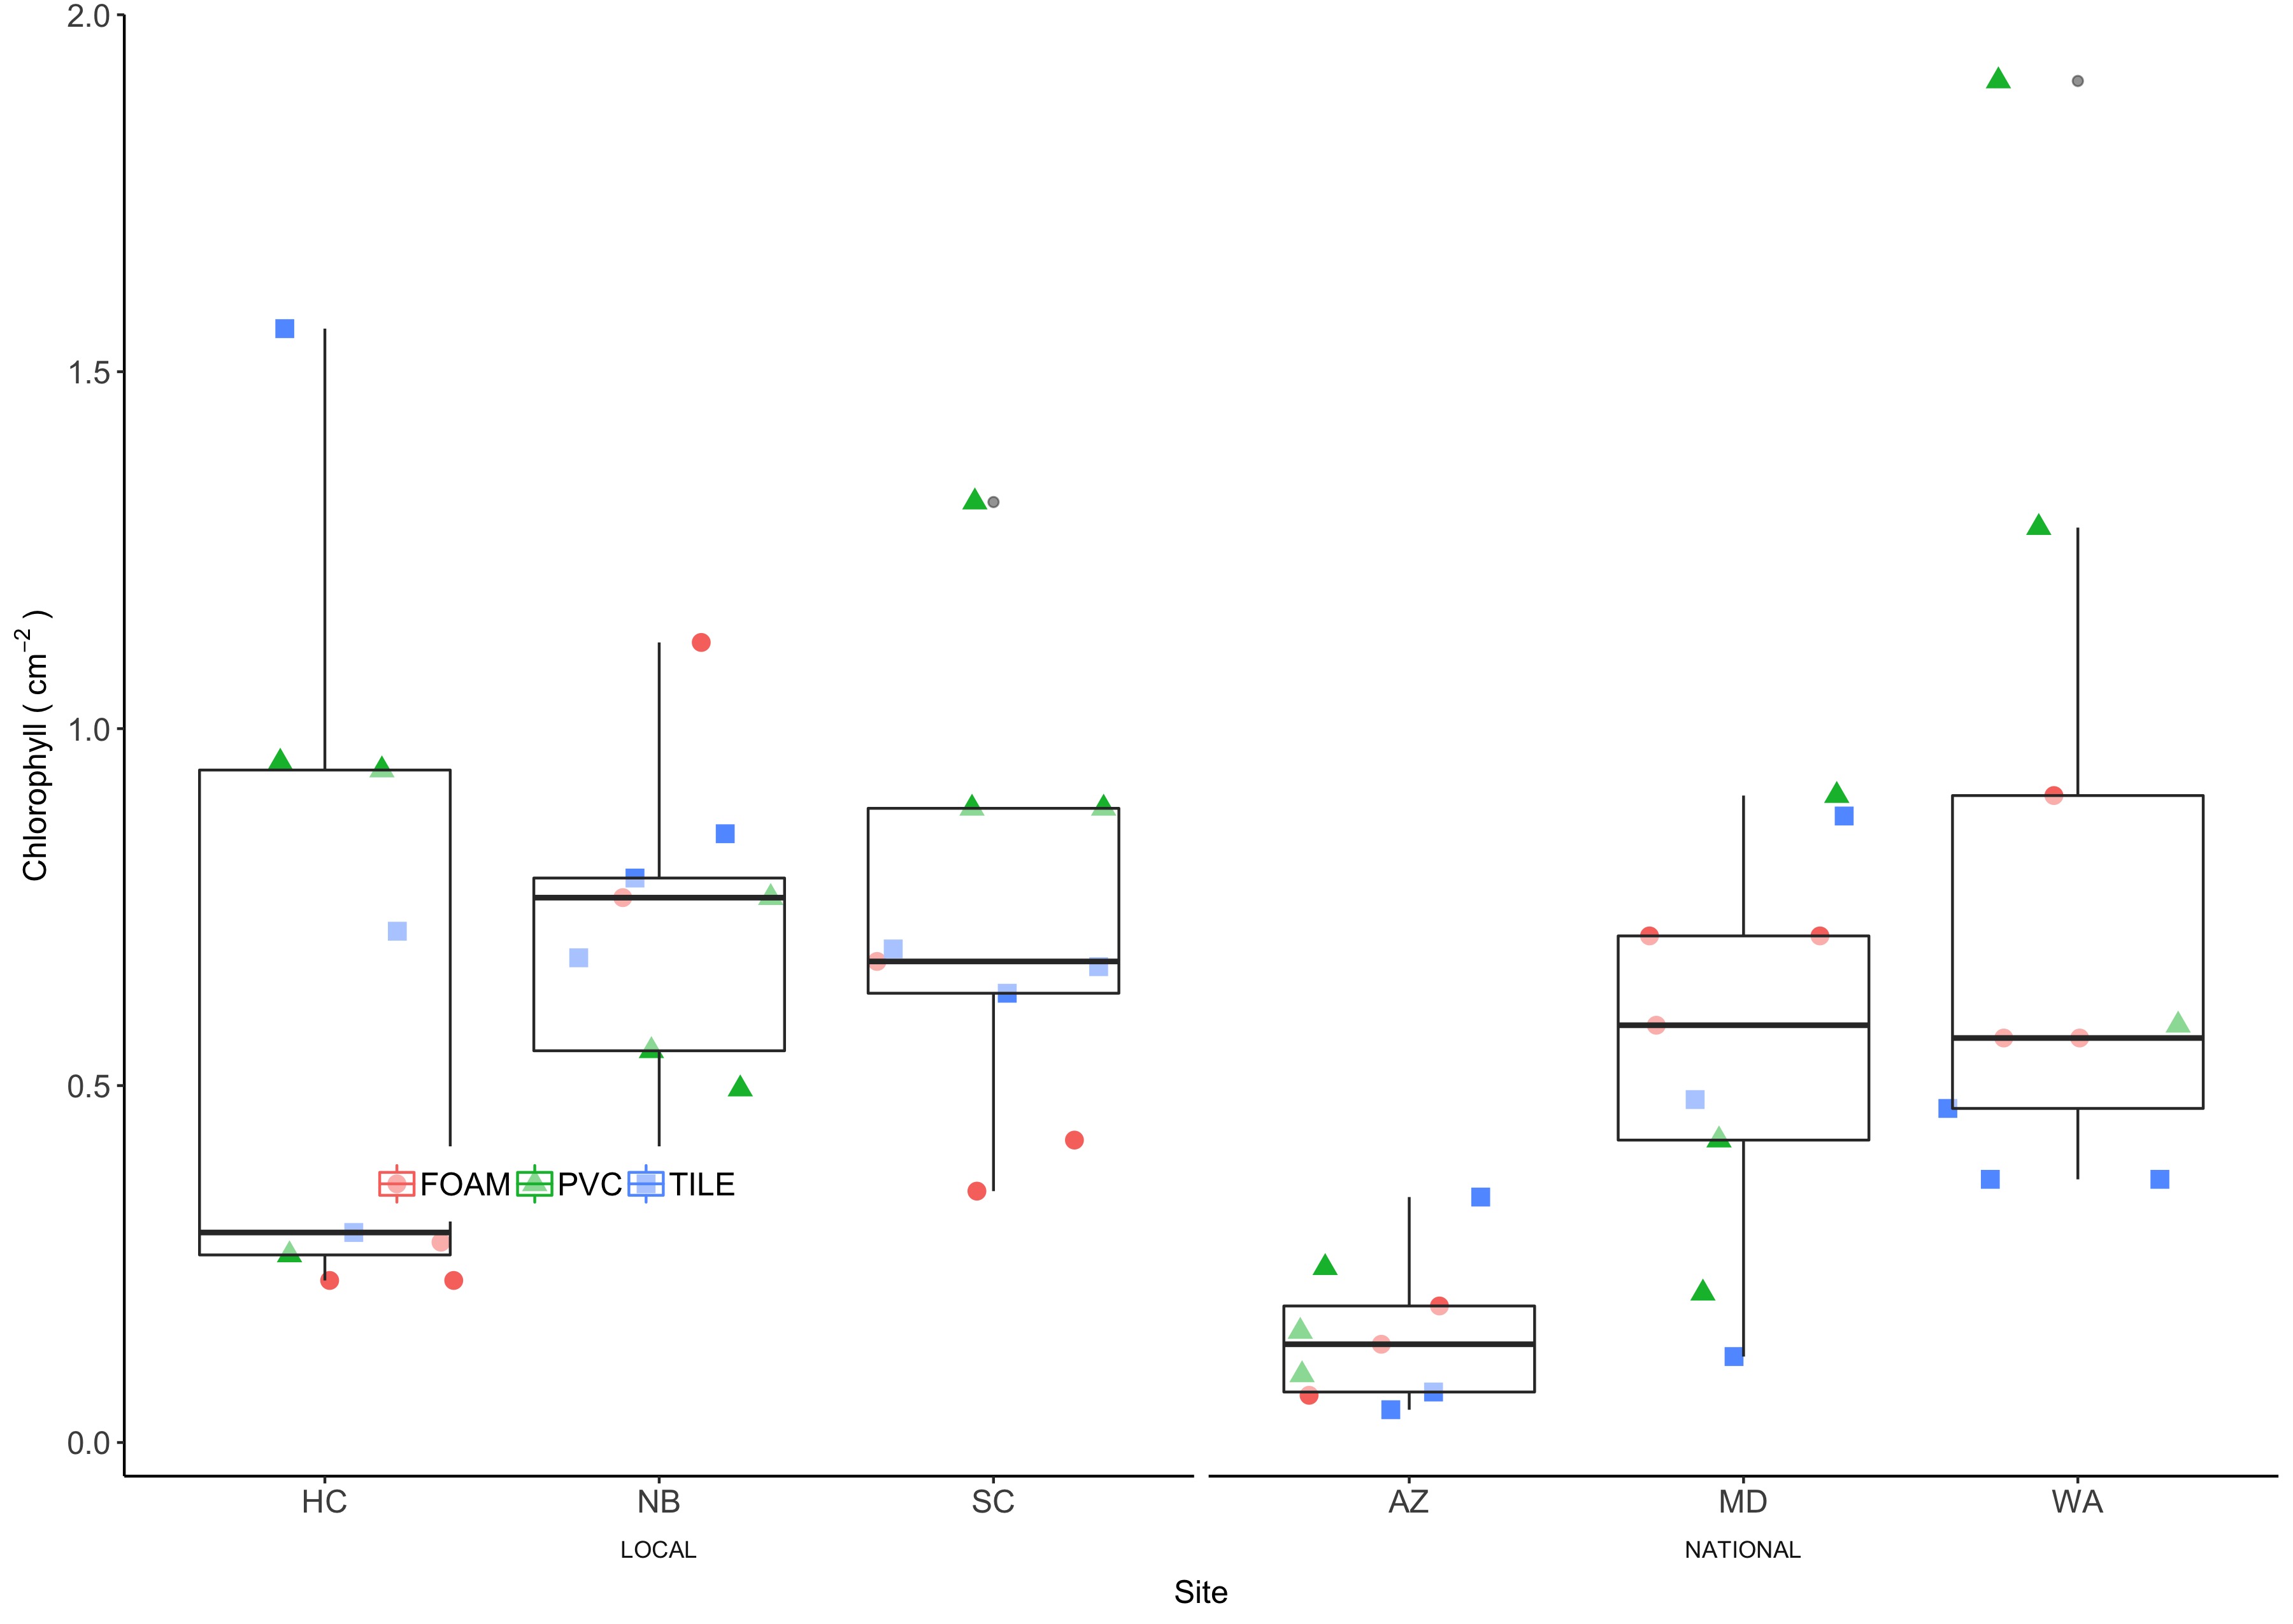 2.0
1.5
1.0
0.5
0.0
Chlorophyll ( cm⁻² )
FOAM PVC TILE
HC NB SC AZ MD WA
LOCAL NATIONAL
Site